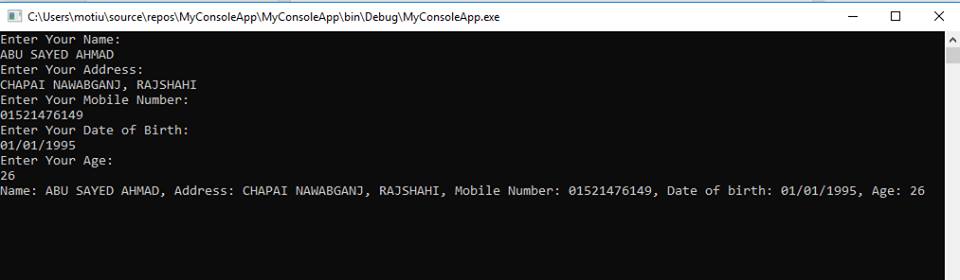 C:\Users\motiu\source\repos\MyConsoleApp\MyConsoleApp\bin\Debug\MyConsoleApp.exe
Enter Your Name:
ABU SAYED AHMAD
Enter Your Address:
CHAPAI NAWABGANJ, RAJSHAHI
Enter Your Mobile Number:
01521476149
Enter Your Date of Birth:
01/01/1995
Enter Your Age:
26
Name: ABU SAYED AHMAD, Address: CHAPAI NAWABGANJ, RAJSHAHI, Mobile Number: 01521476149, Date of birth: 01/01/1995, Age: 26